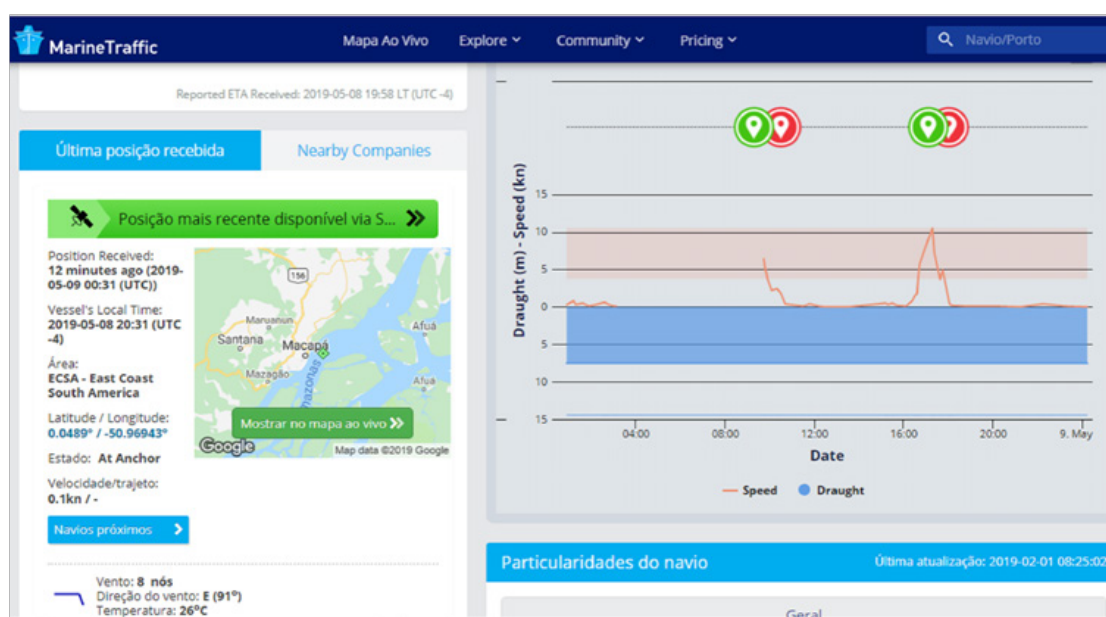 MarineTraffic
Mapa Ao Vivo
Explore
Community
Pricing
Navio/Porto
Reported ETA Received: 2019-05-08 19:58 LT (UTC -4)
Última posição recebida
Nearby Companies
Posição mais recente disponível via S...
Position Received:
12 minutes ago (2019-
05-09 00:31 (UTC))
Vessel's Local Time:
2019-05-08 20:31 (UTC
-4)
Área:
ECSA - East Coast
South America
Latitude / Longitude:
0.0489° / -50.96943°
Estado: At Anchor
Velocidade/trajeto:
0.1kn / -
Navios próximos
156
Maruanun
Afuá
Santana
Macapá
Mazagão
Afua
mazonas
Mostrar no mapa ao vivo
Google
Map data ©2019 Google
Vento: 8 nós
Direção do vento: E (91°)
Temperatura: 26°C
Draught (m) - Speed (kn)
15
10
5
0
5
10
15
04:00
08:00
12:00
16:00
20:00
9. May
Date
Speed
Draught
Particularidades do navio
Última atualização: 2019-02-01 08:25:02
Geral